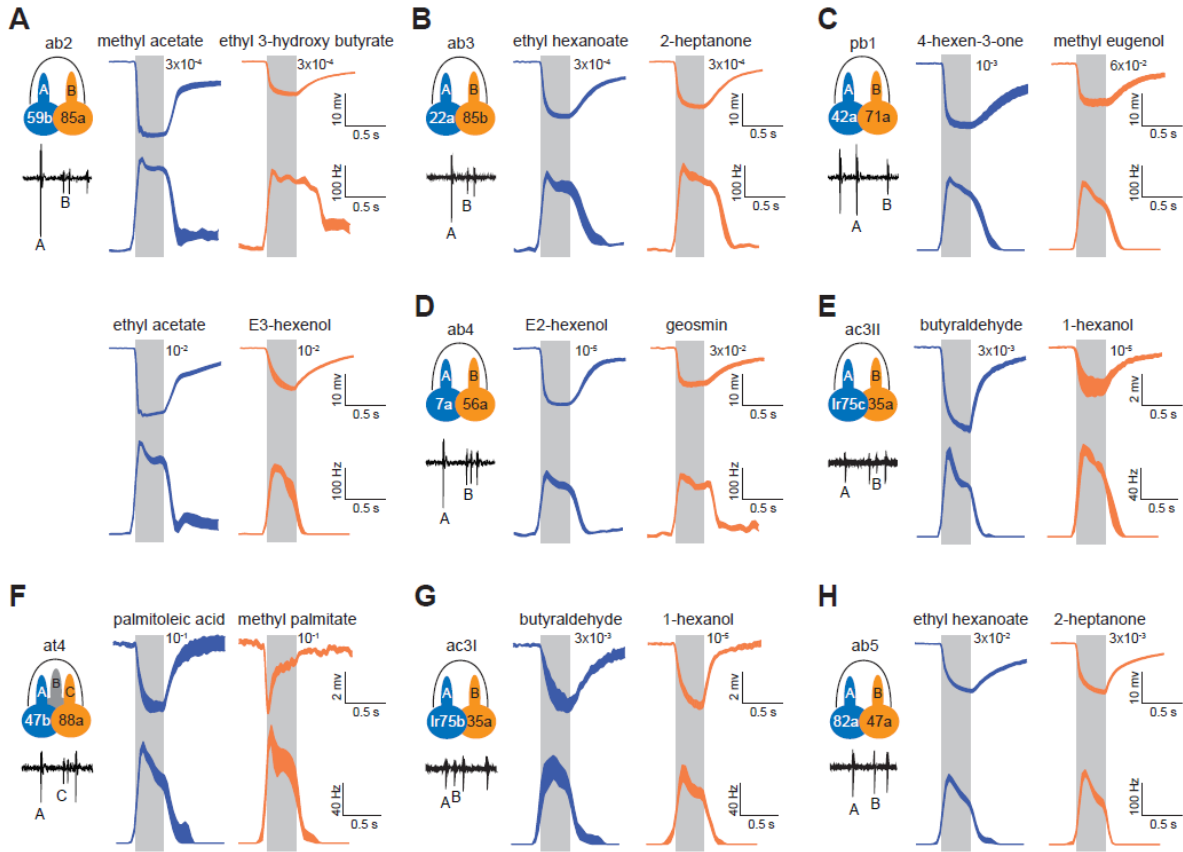 A
ab2
methyl acetate
ethyl 3-hydroxy butyrate
3x10-4
3x10-4
A
B
59b
85a
10 mv
0.5 s
B
A
100 Hz
0.5 s
ethyl acetate
E3-hexenol
10-2
10-2
10 mv
0.5 s
100 Hz
0.5 s
B
ab3
ethyl hexanoate
2-heptanone
3x10-4
3x10-4
A
B
22a
85b
10 mv
0.5 s
B
A
100 Hz
0.5 s
C
pb1
4-hexen-3-one
methyl eugenol
10-3
6x10-2
A
B
42a
71a
10 mv
0.5 s
A
B
100 Hz
0.5 s
D
ab4
E2-hexenol
geosmin
10-5
3x10-2
A
B
7a
56a
10 mv
0.5 s
B
A
100 Hz
0.5 s
E
ac3II
butyraldehyde
1-hexanol
3x10-3
10-5
A
B
Ir75c
35a
2 mv
0.5 s
A
B
40 Hz
0.5 s
F
at4
palmitoleic acid
methyl palmitate
10-1
10-1
A
B
C
47b
88a
2 mv
0.5 s
C
A
40 Hz
0.5 s
G
ac3I
butyraldehyde
1-hexanol
3x10-3
10-5
A
B
Ir75b
35a
2 mv
0.5 s
A
B
40 Hz
0.5 s
H
ab5
ethyl hexanoate
2-heptanone
3x10-2
3x10-3
A
B
82a
47a
10 mv
0.5 s
A
B
100 Hz
0.5 s